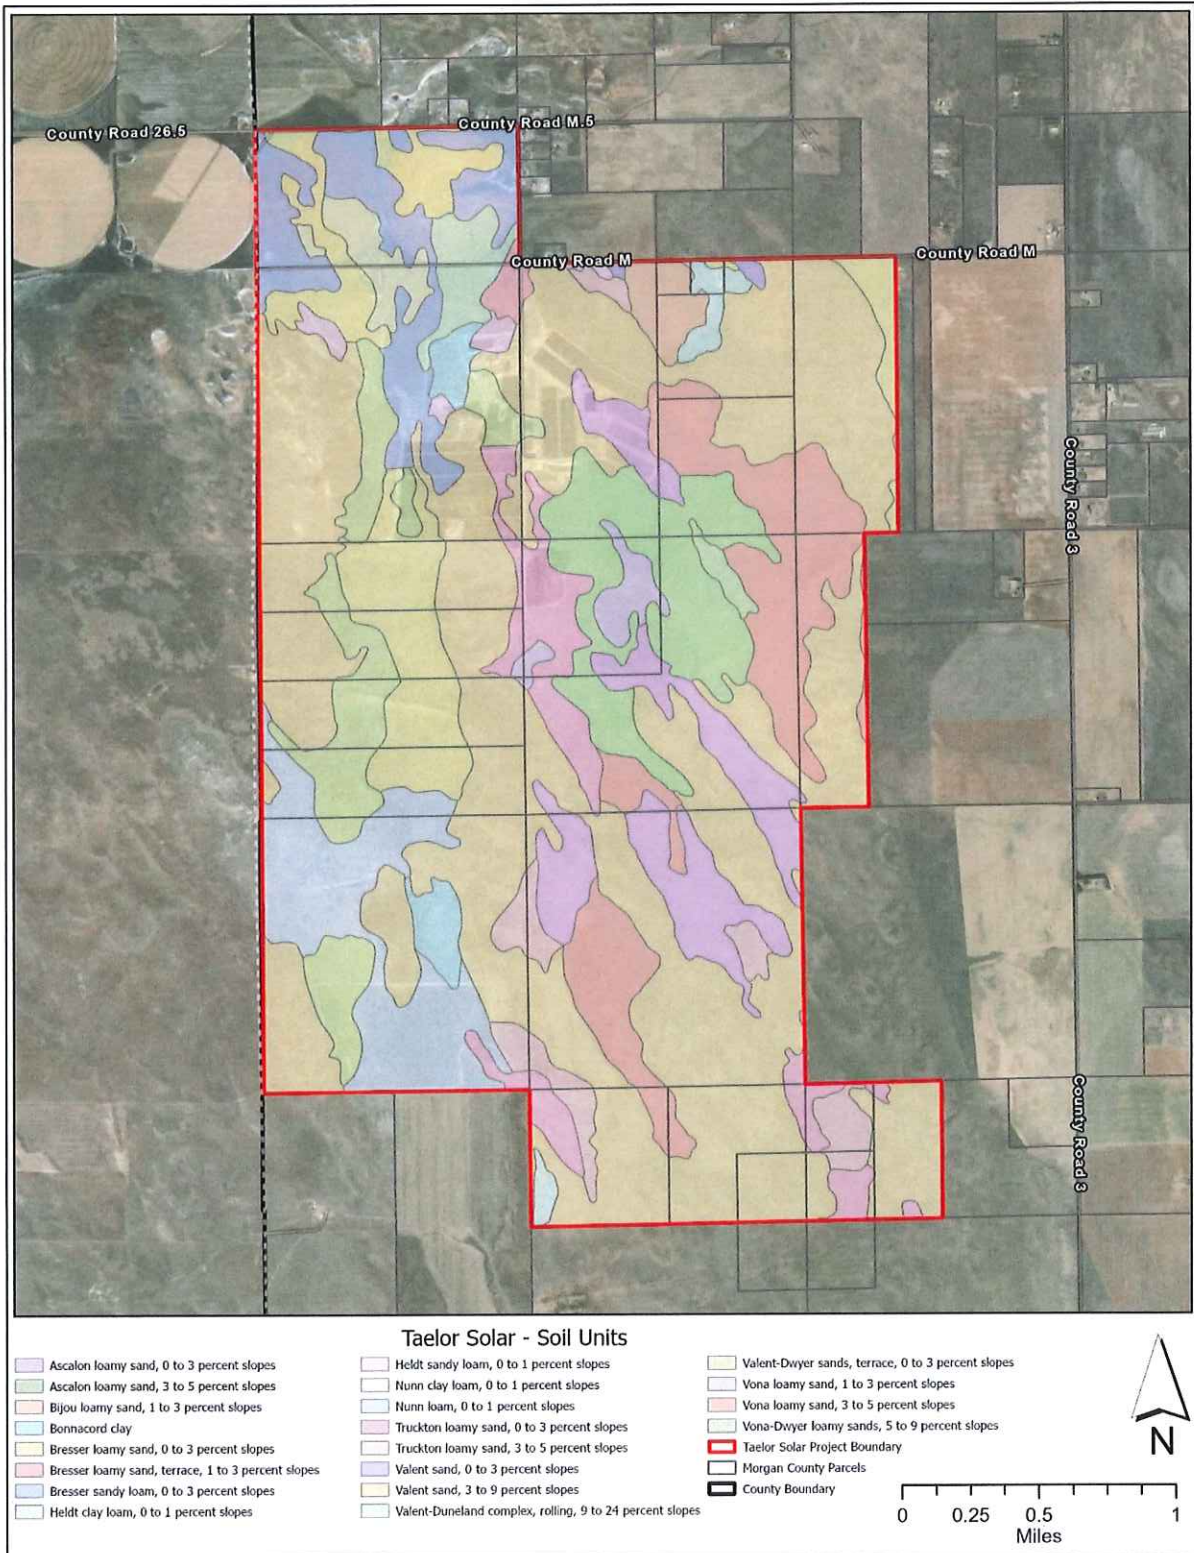 County Road 26.5
County Road M.5
County Road M
County Road M
County Road 3
County Road 3
Taelor Solar - Soil Units
Ascalon loamy sand, 0 to 3 percent slopes
Ascalon loamy sand, 3 to 5 percent slopes
Bijou loamy sand, 1 to 3 percent slopes
Bonnacord clay
Bresser loamy sand, 0 to 3 percent slopes
Bresser loamy sand, terrace, 1 to 3 percent slopes
Bresser sandy loam, 0 to 3 percent slopes
Heldt clay loam, 0 to 1 percent slopes
Heldt sandy loam, 0 to 1 percent slopes
Nunn clay loam, 0 to 1 percent slopes
Nunn loam, 0 to 1 percent slopes
Truckton loamy sand, 0 to 3 percent slopes
Truckton loamy sand, 3 to 5 percent slopes
Valent sand, 0 to 3 percent slopes
Valent sand, 3 to 9 percent slopes
Valent-Duneland complex, rolling, 9 to 24 percent slopes
Valent-Dwyer sands, terrace, 0 to 3 percent slopes
Vona loamy sand, 1 to 3 percent slopes
Vona loamy sand, 3 to 5 percent slopes
Vona-Dwyer loamy sands, 5 to 9 percent slopes
Taelor Solar Project Boundary
Morgan County Parcels
County Boundary
N
0 0.25 0.5 1
Miles